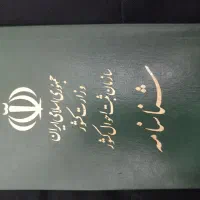 جمهوری اسلامی ایران
وزارت کشور
سازمان ثبت احوال کشور
شناسنامه